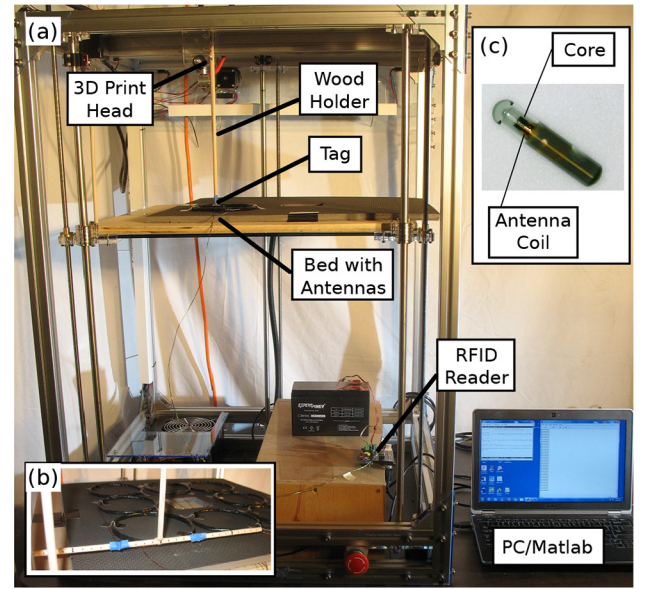 (a)
3D Print
Head
Wood
Holder
Tag
Bed with
Antennas
RFID
Reader
PC/Matlab
(b)
(c)
Core
Antenna
Coil